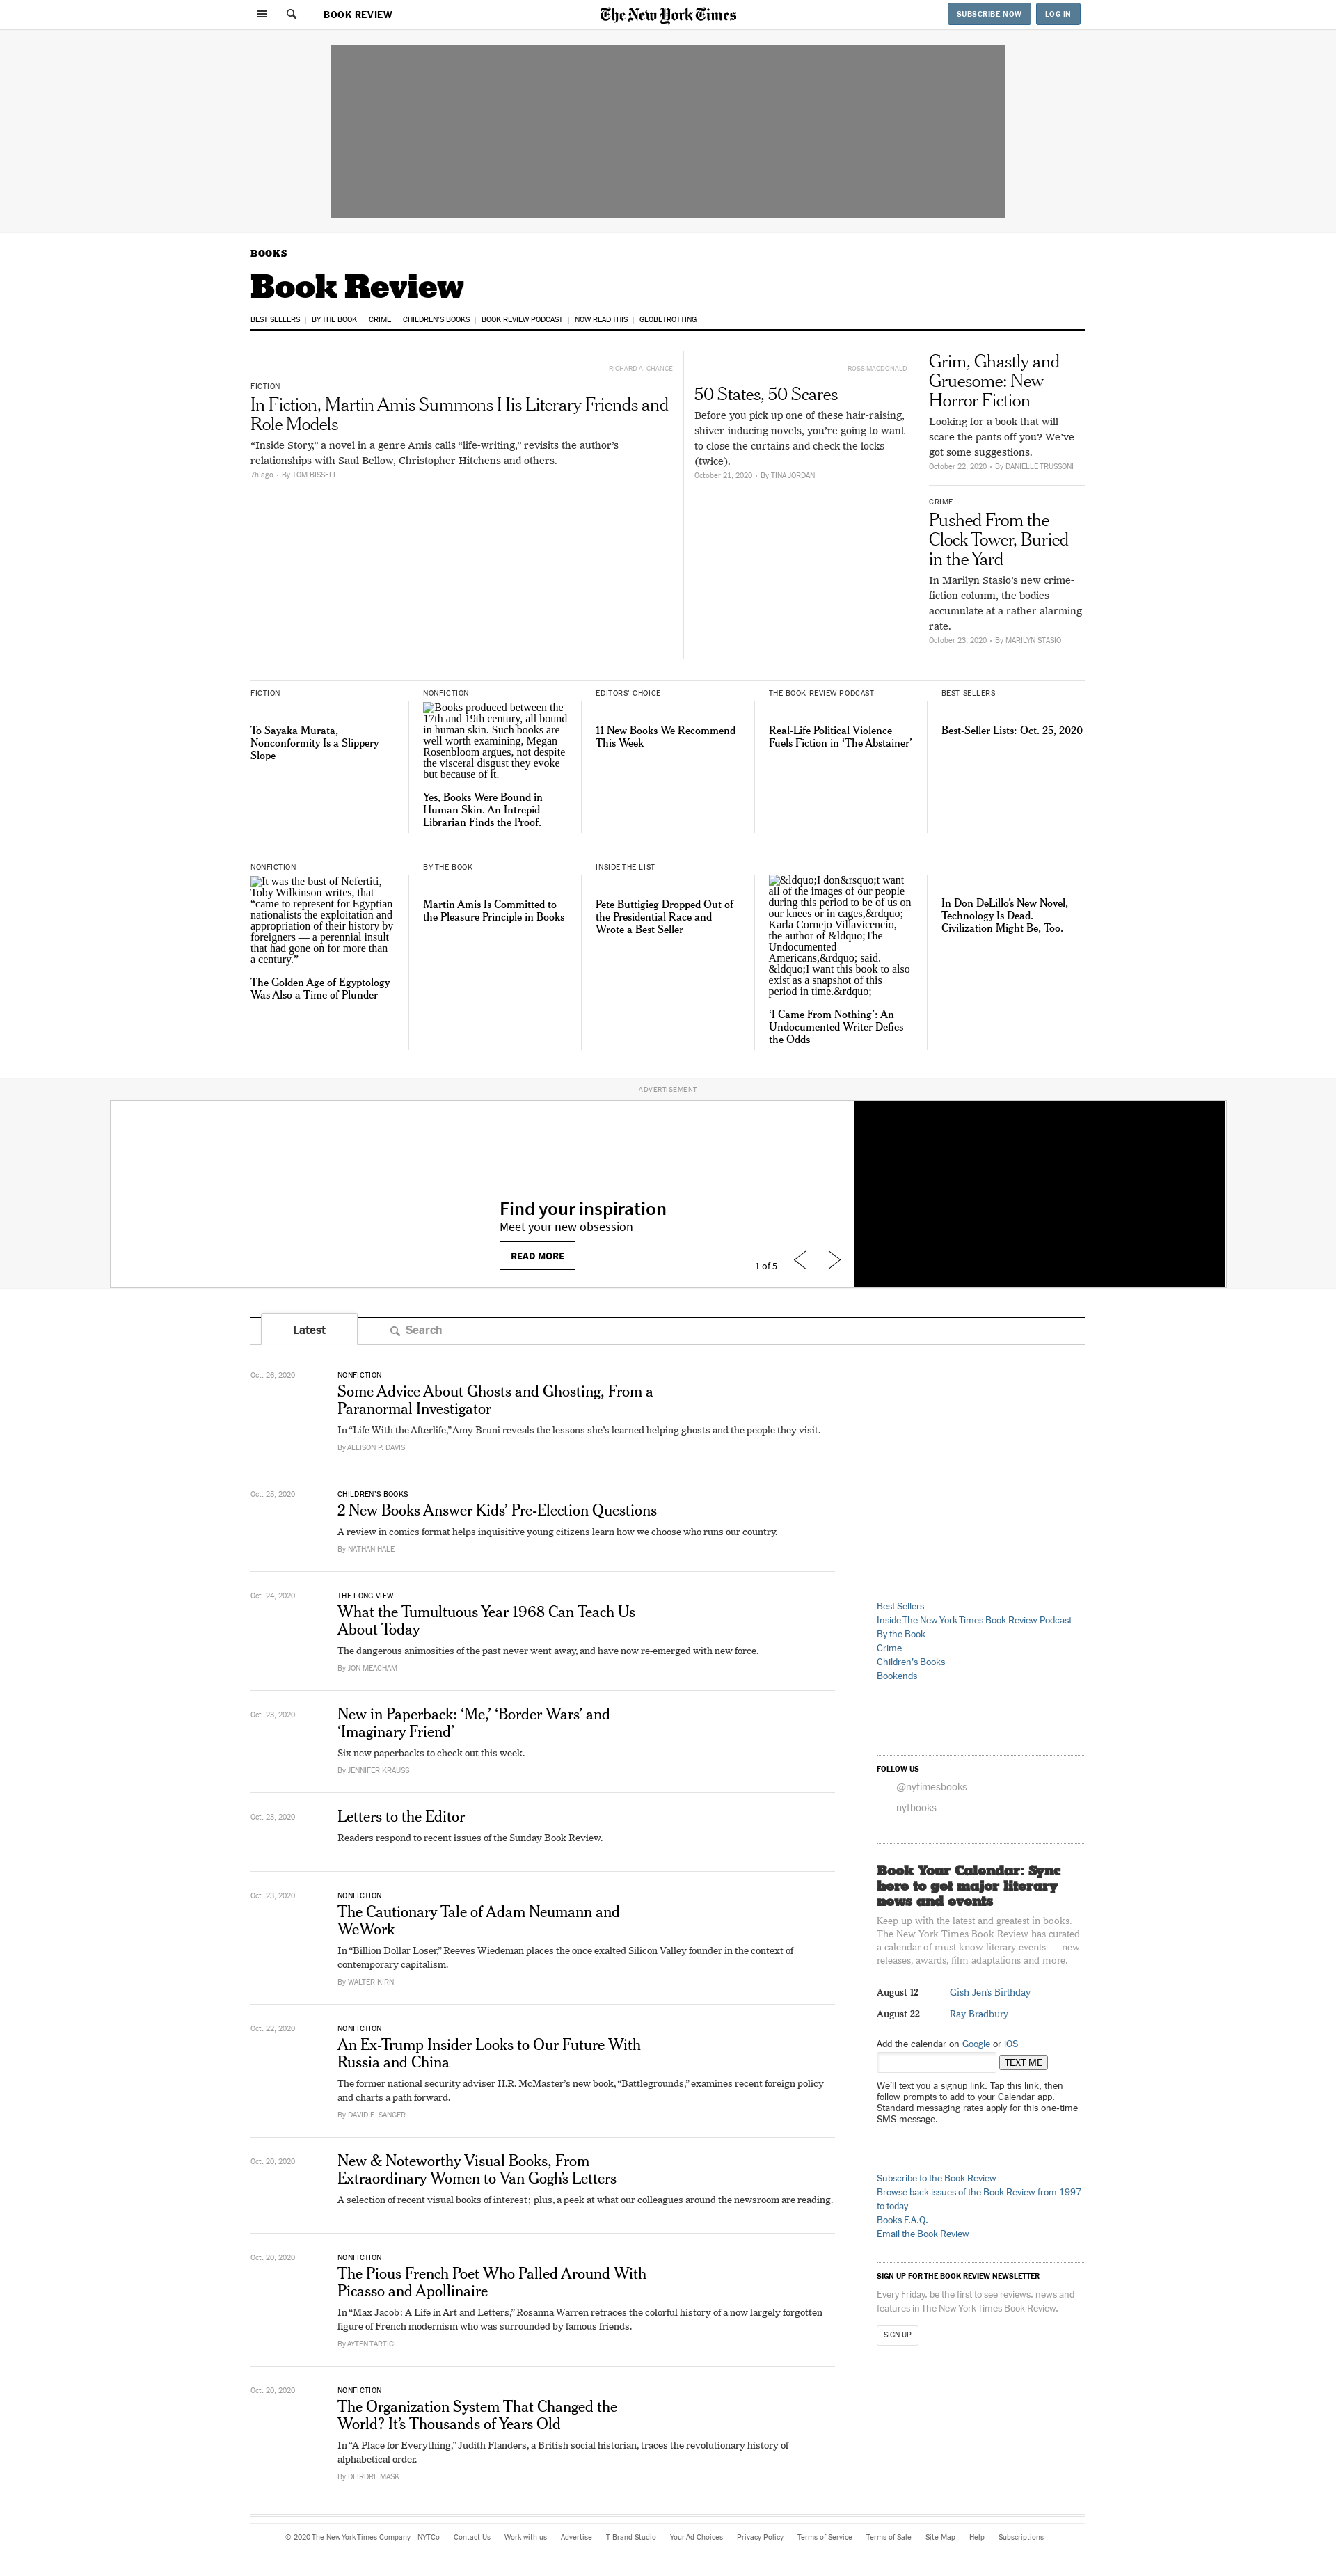 BOOK REVIEW
The New York Times
SUBSCRIBE NOW
LOG IN
BOOKS
Book Review
BEST SELLERS
BY THE BOOK
CRIME
CHILDREN'S BOOKS
BOOK REVIEW PODCAST
NOW READ THIS
GLOBETROTTING
RICHARD A. CHANCE
FICTION
In Fiction, Martin Amis Summons His Literary Friends and
Role Models
“Inside Story,” a novel in a genre Amis calls “life-writing,” revisits the author’s
relationships with Saul Bellow, Christopher Hitchens and others.
7h ago · By TOM BISSELL
ROSS MACDONALD
50 States, 50 Scares
Before you pick up one of these hair-raising,
shiver-inducing novels, you’re going to want
to close the curtains and check the locks
(twice).
October 21, 2020 · By TINA JORDAN
Grim, Ghastly and
Gruesome: New
Horror Fiction
Looking for a book that will
scare the pants off you? We’ve
got some suggestions.
October 22, 2020 · By DANIELLE TRUSSONI
CRIME
Pushed From the
Clock Tower, Buried
in the Yard
In Marilyn Stasio’s new crime-
fiction column, the bodies
accumulate at a rather alarming
rate.
October 23, 2020 · By MARILYN STASIO
FICTION
To Sayaka Murata,
Nonconformity Is a Slippery
Slope
NONFICTION
Books produced between the
17th and 19th century, all bound
in human skin. Such books are
well worth examining, Megan
Rosenbloom argues, not despite
the visceral disgust they evoke
but because of it.
Yes, Books Were Bound in
Human Skin. An Intrepid
Librarian Finds the Proof.
EDITORS’ CHOICE
11 New Books We Recommend
This Week
THE BOOK REVIEW PODCAST
Real-Life Political Violence
Fuels Fiction in ‘The Abstainer’
BEST SELLERS
Best-Seller Lists: Oct. 25, 2020
NONFICTION
It was the bust of Nefertiti,
Toby Wilkinson writes, that
“came to represent for Egyptian
nationalists the exploitation and
appropriation of their history by
foreigners — a perennial insult
that had gone on for more than
a century.”
The Golden Age of Egyptology
Was Also a Time of Plunder
BY THE BOOK
Martin Amis Is Committed to
the Pleasure Principle in Books
INSIDE THE LIST
Pete Buttigieg Dropped Out of
the Presidential Race and
Wrote a Best Seller
&ldquo;I don&rsquo;t want
all of the images of our people
during this period to be of us on
our knees or in cages,&rdquo;
Karla Cornejo Villavicencio,
the author of &ldquo;The
Undocumented
Americans,&rdquo; said.
&ldquo;I want this book to also
exist as a snapshot of this
period in time.&rdquo;
‘I Came From Nothing’: An
Undocumented Writer Defies
the Odds
In Don DeLillo’s New Novel,
Technology Is Dead.
Civilization Might Be, Too.
ADVERTISEMENT
Find your inspiration
Meet your new obsession
READ MORE
1 of 5
Latest
Search
Oct. 26, 2020
NONFICTION
Some Advice About Ghosts and Ghosting, From a
Paranormal Investigator
In “Life With the Afterlife,” Amy Bruni reveals the lessons she’s learned helping ghosts and the people they visit.
By ALLISON P. DAVIS
Oct. 25, 2020
CHILDREN’S BOOKS
2 New Books Answer Kids’ Pre-Election Questions
A review in comics format helps inquisitive young citizens learn how we choose who runs our country.
By NATHAN HALE
Oct. 24, 2020
THE LONG VIEW
What the Tumultuous Year 1968 Can Teach Us
About Today
The dangerous animosities of the past never went away, and have now re-emerged with new force.
By JON MEACHAM
Oct. 23, 2020
New in Paperback: ‘Me,’ ‘Border Wars’ and
‘Imaginary Friend’
Six new paperbacks to check out this week.
By JENNIFER KRAUSS
Oct. 23, 2020
Letters to the Editor
Readers respond to recent issues of the Sunday Book Review.
Oct. 23, 2020
NONFICTION
The Cautionary Tale of Adam Neumann and
WeWork
In “Billion Dollar Loser,” Reeves Wiedeman places the once exalted Silicon Valley founder in the context of
contemporary capitalism.
By WALTER KIRN
Oct. 22, 2020
NONFICTION
An Ex-Trump Insider Looks to Our Future With
Russia and China
The former national security adviser H.R. McMaster’s new book, “Battlegrounds,” examines recent foreign policy
and charts a path forward.
By DAVID E. SANGER
Oct. 20, 2020
New & Noteworthy Visual Books, From
Extraordinary Women to Van Gogh’s Letters
A selection of recent visual books of interest; plus, a peek at what our colleagues around the newsroom are reading.
Oct. 20, 2020
NONFICTION
The Pious French Poet Who Palled Around With
Picasso and Apollinaire
In “Max Jacob: A Life in Art and Letters,” Rosanna Warren retraces the colorful history of a now largely forgotten
figure of French modernism who was surrounded by famous friends.
By AYTEN TARTICI
Oct. 20, 2020
NONFICTION
The Organization System That Changed the
World? It’s Thousands of Years Old
In “A Place for Everything,” Judith Flanders, a British social historian, traces the revolutionary history of
alphabetical order.
By DEIRDRE MASK
Best Sellers
Inside The New York Times Book Review Podcast
By the Book
Crime
Children's Books
Bookends
FOLLOW US
@nytimesbooks
nytbooks
Book Your Calendar: Sync
here to get major literary
news and events
Keep up with the latest and greatest in books.
The New York Times Book Review has curated
a calendar of must-know literary events — new
releases, awards, film adaptations and more.
August 12 Gish Jen’s Birthday
August 22 Ray Bradbury
Add the calendar on Google or iOS
TEXT ME
We’ll text you a signup link. Tap this link, then
follow prompts to add to your Calendar app.
Standard messaging rates apply for this one-time
SMS message.
Subscribe to the Book Review
Browse back issues of the Book Review from 1997
to today
Books F.A.Q.
Email the Book Review
SIGN UP FOR THE BOOK REVIEW NEWSLETTER
Every Friday, be the first to see reviews, news and
features in The New York Times Book Review.
SIGN UP
© 2020 The New York Times Company NYTCo Contact Us Work with us Advertise T Brand Studio Your Ad Choices Privacy Policy Terms of Service Terms of Sale Site Map Help Subscriptions